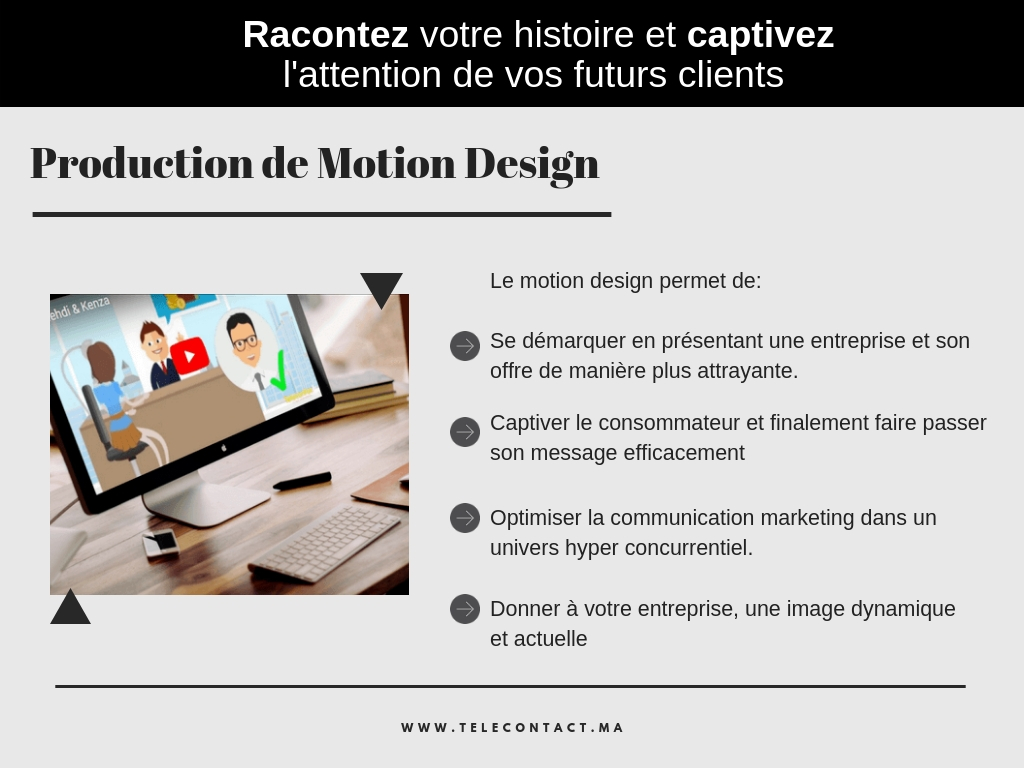 Racontez votre histoire et captivez
l'attention de vos futurs clients
Production de Motion Design
ehdi & Kenza
Le motion design permet de:
Se démarquer en présentant une entreprise et son
offre de manière plus attrayante.
Captiver le consommateur et finalement faire passer
son message efficacement
Optimiser la communication marketing dans un
univers hyper concurrentiel.
Donner à votre entreprise, une image dynamique
et actuelle
WWW.TELECONTACT.MA